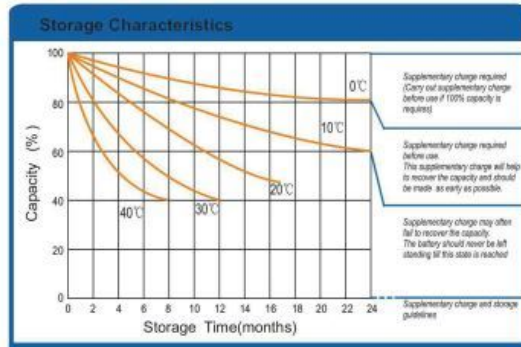 Storage Characteristics
100
80
60
40
20
0
Capacity (%)
0℃
10℃
20℃
30℃
40℃
0 2 4 6 8 10 12 14 16 18 20 22 24
Storage Time(months)
Supplementary charge required
(Carry out supplementary charge
before use if 100% capacity is
requires)
Supplementary charge required
before use.
This supplementary charge will help
to recover the capacity and should
be made as early as possible.
Supplementary charge may often
fail to recover the capacity.
The battery should never be left
standing till this state is reached
Supplementary charge and storage
guidelines